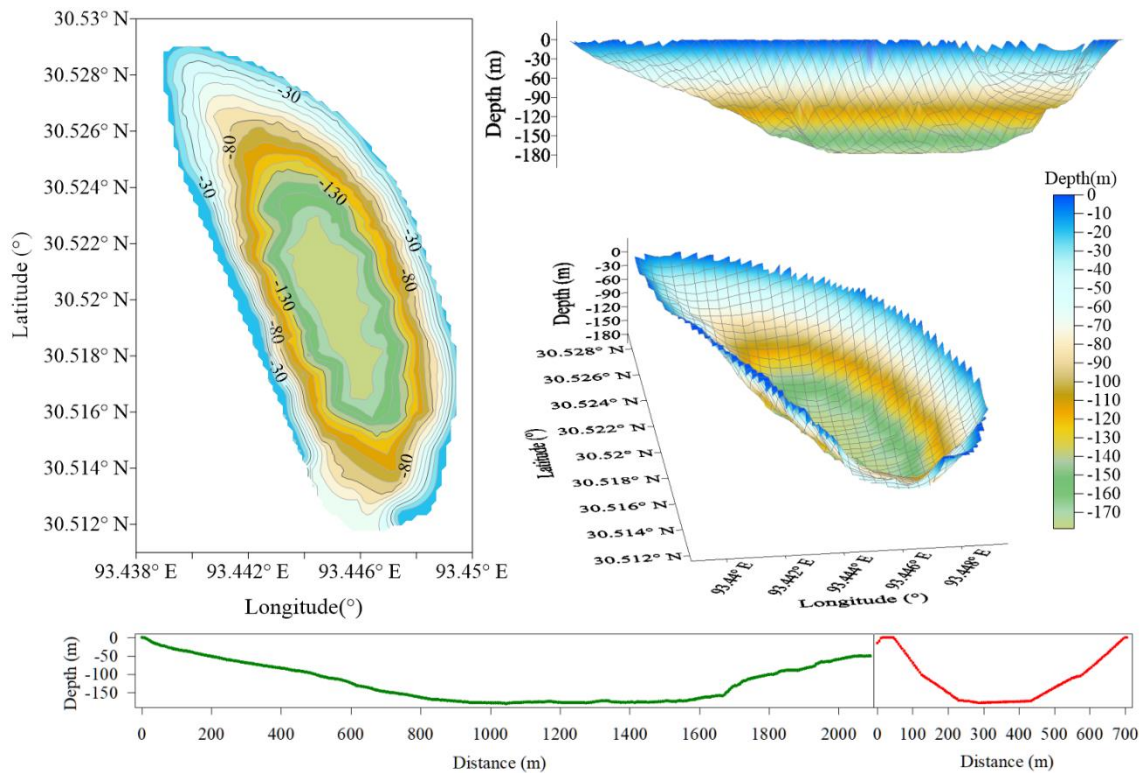 30.53° N
30.528° N
30.526° N
30.524° N
30.522° N
30.52° N
30.518° N
30.516° N
30.514° N
30.512° N
Latitude (°)
93.438° E 93.442° E 93.446° E 93.45° E
Longitude(°)
-30
-80
-30
-130
-30
-130
-80
-80
-30
-80
Depth (m)
0
-30
-60
-90
-120
-150
-180
Depth (m)
0
-30
-60
-90
-120
-150
-180
30.528° N
30.526° N
30.524° N
30.522° N
30.52° N
30.518° N
30.516° N
30.514° N
30.512° N
Latitude (°)
93.44° E 93.442° E 93.444° E 93.446° E 93.448° E
Longitude (°)
Depth(m)
0
-10
-20
-30
-40
-50
-60
-70
-80
-90
-100
-110
-120
-130
-140
-150
-160
-170
Depth (m)
0
-50
-100
-150
0 200 400 600 800 1000 1200 1400 1600 1800 2000
Distance (m)
0 100 200 300 400 500 600 700
Distance (m)